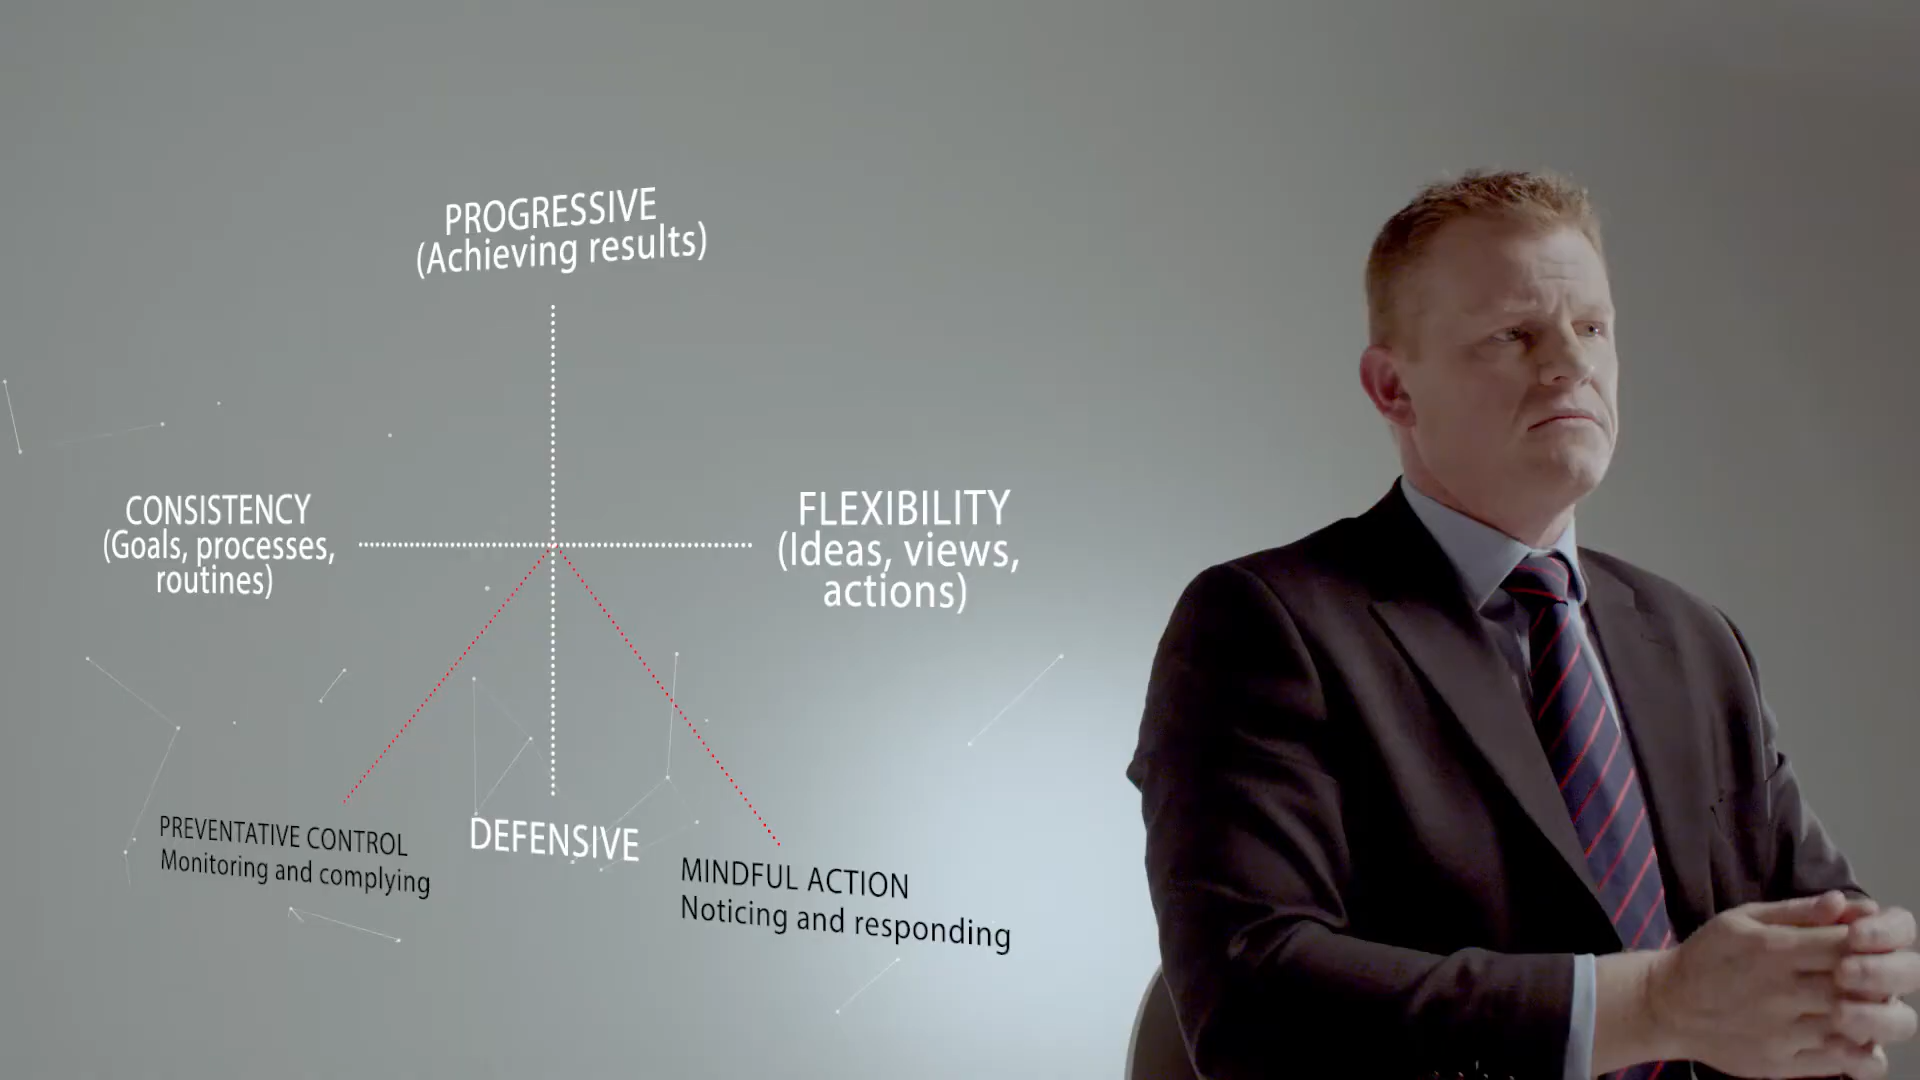 PROGRESSIVE
(Achieving results)
CONSISTENCY
(Goals, processes,
routines)
FLEXIBILITY
(Ideas, views,
actions)
PREVENTATIVE CONTROL
Monitoring and complying
DEFENSIVE
MINDFUL ACTION
Noticing and responding